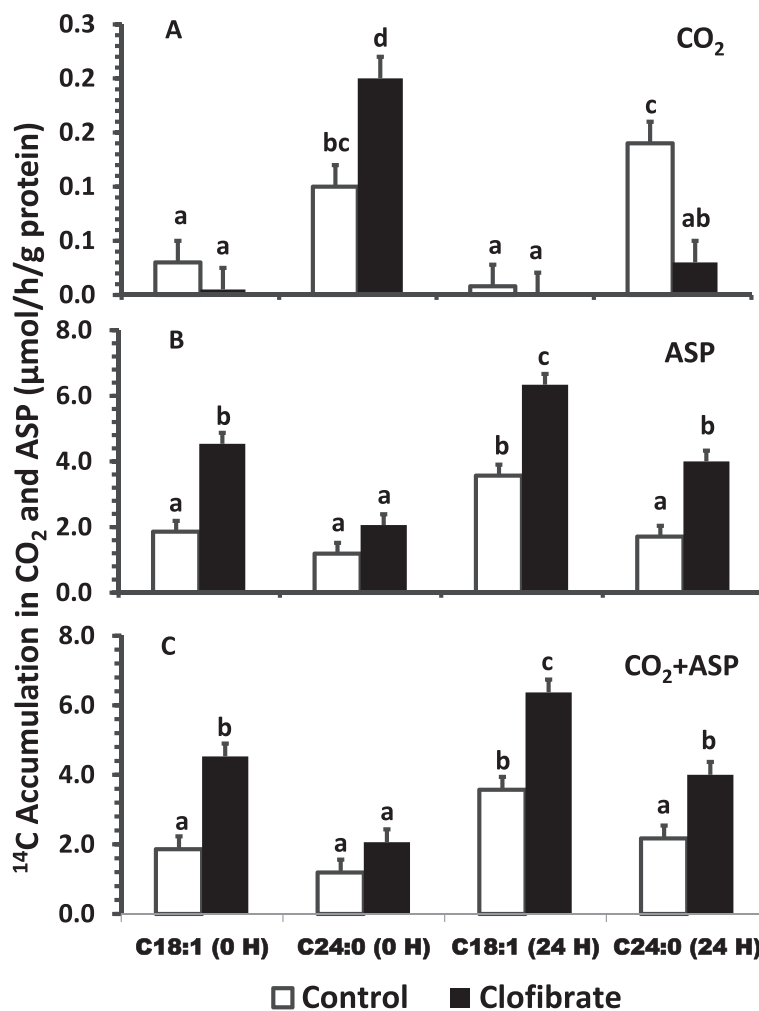 ¹⁴C Accumulation in CO₂ and ASP (µmol/h/g protein)
A
CO₂
0.3
0.2
0.2
0.1
0.1
0.0
a
a
bc
d
a
a
c
ab
B
ASP
8.0
6.0
4.0
2.0
0.0
a
b
a
a
b
c
a
b
C
CO₂+ASP
8.0
6.0
4.0
2.0
0.0
a
b
a
a
b
c
a
b
C18:1 (0 H) C24:0 (0 H) C18:1 (24 H) C24:0 (24 H)
Control Clofibrate